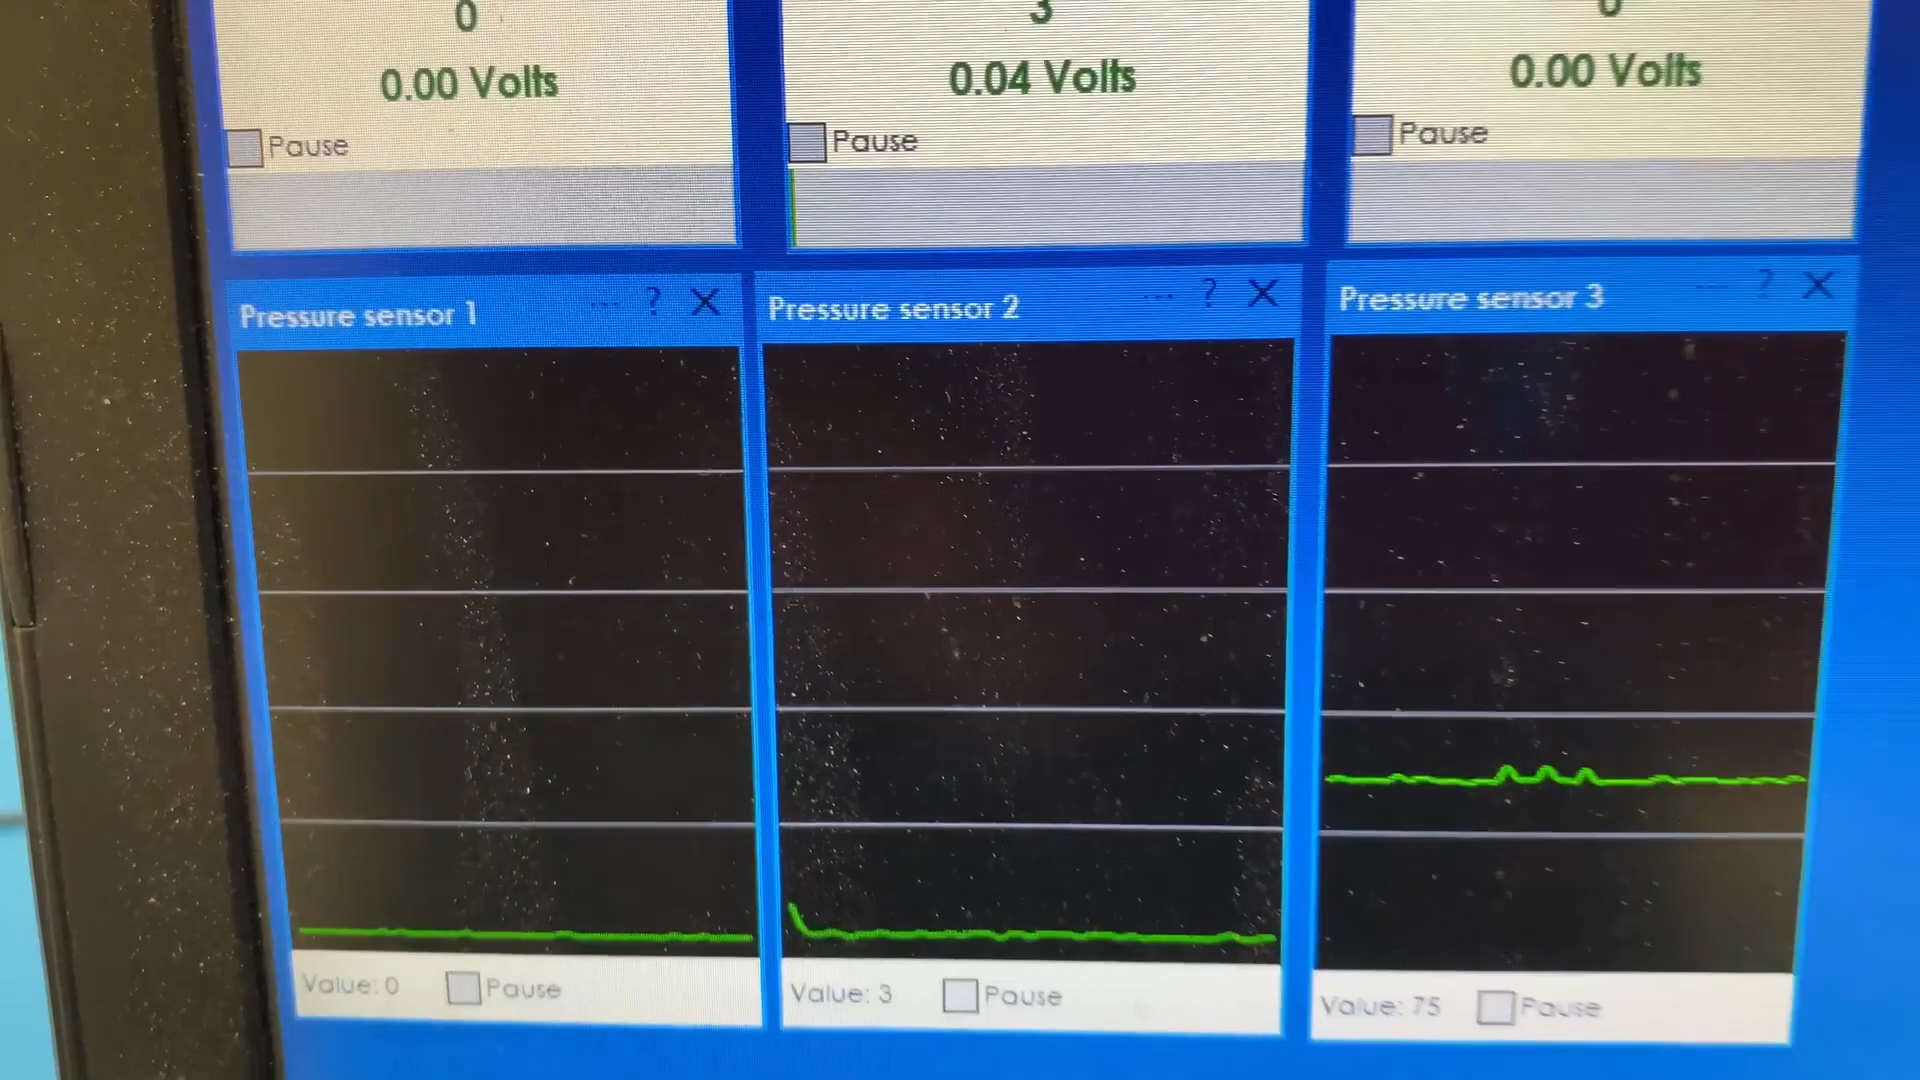 0
0.00 Volts
Pause
3
0.04 Volts
Pause
0
0.00 Volts
Pause
Pressure sensor 1 ... ? X
Value: 0 Pause
Pressure sensor 2 ... ? X
Value: 3 Pause
Pressure sensor 3 ... ? X
Value: 75 Pause